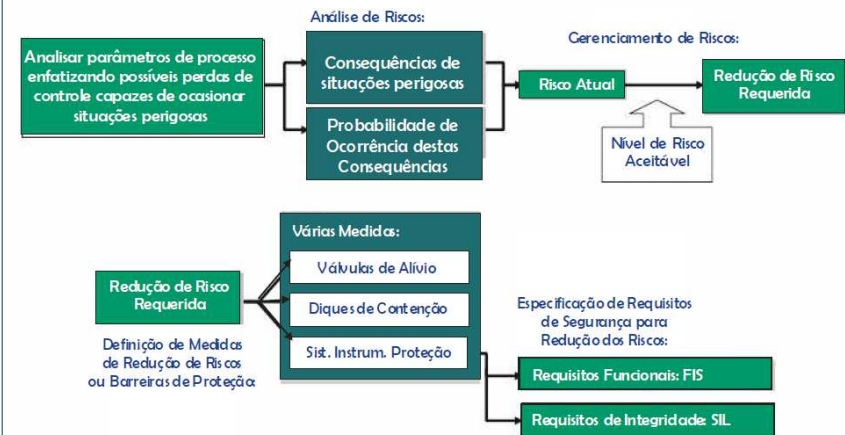 Análise de Riscos:
Gerenciamento de Riscos:
Analisar parâmetros de processo
enfatizando possíveis perdas de
controle capazes de ocasionar
situações perigosas
Consequências de
situações perigosas
Probabilidade de
Ocorrência destas
Consequências
Risco Atual
Redução de Risco
Requerida
Nível de Risco
Aceitável
Várias Medidas:
Válvulas de Alívio
Diques de Contenção
Sist. Instrum. Proteção
Redução de Risco
Requerida
Definição de Medidas
de Redução de Riscos
ou Barreiras de Proteção:
Especificação de Requisitos
de Segurança para
Redução dos Riscos:
Requisitos Funcionais: FIS
Requisitos de Integridade: SIL